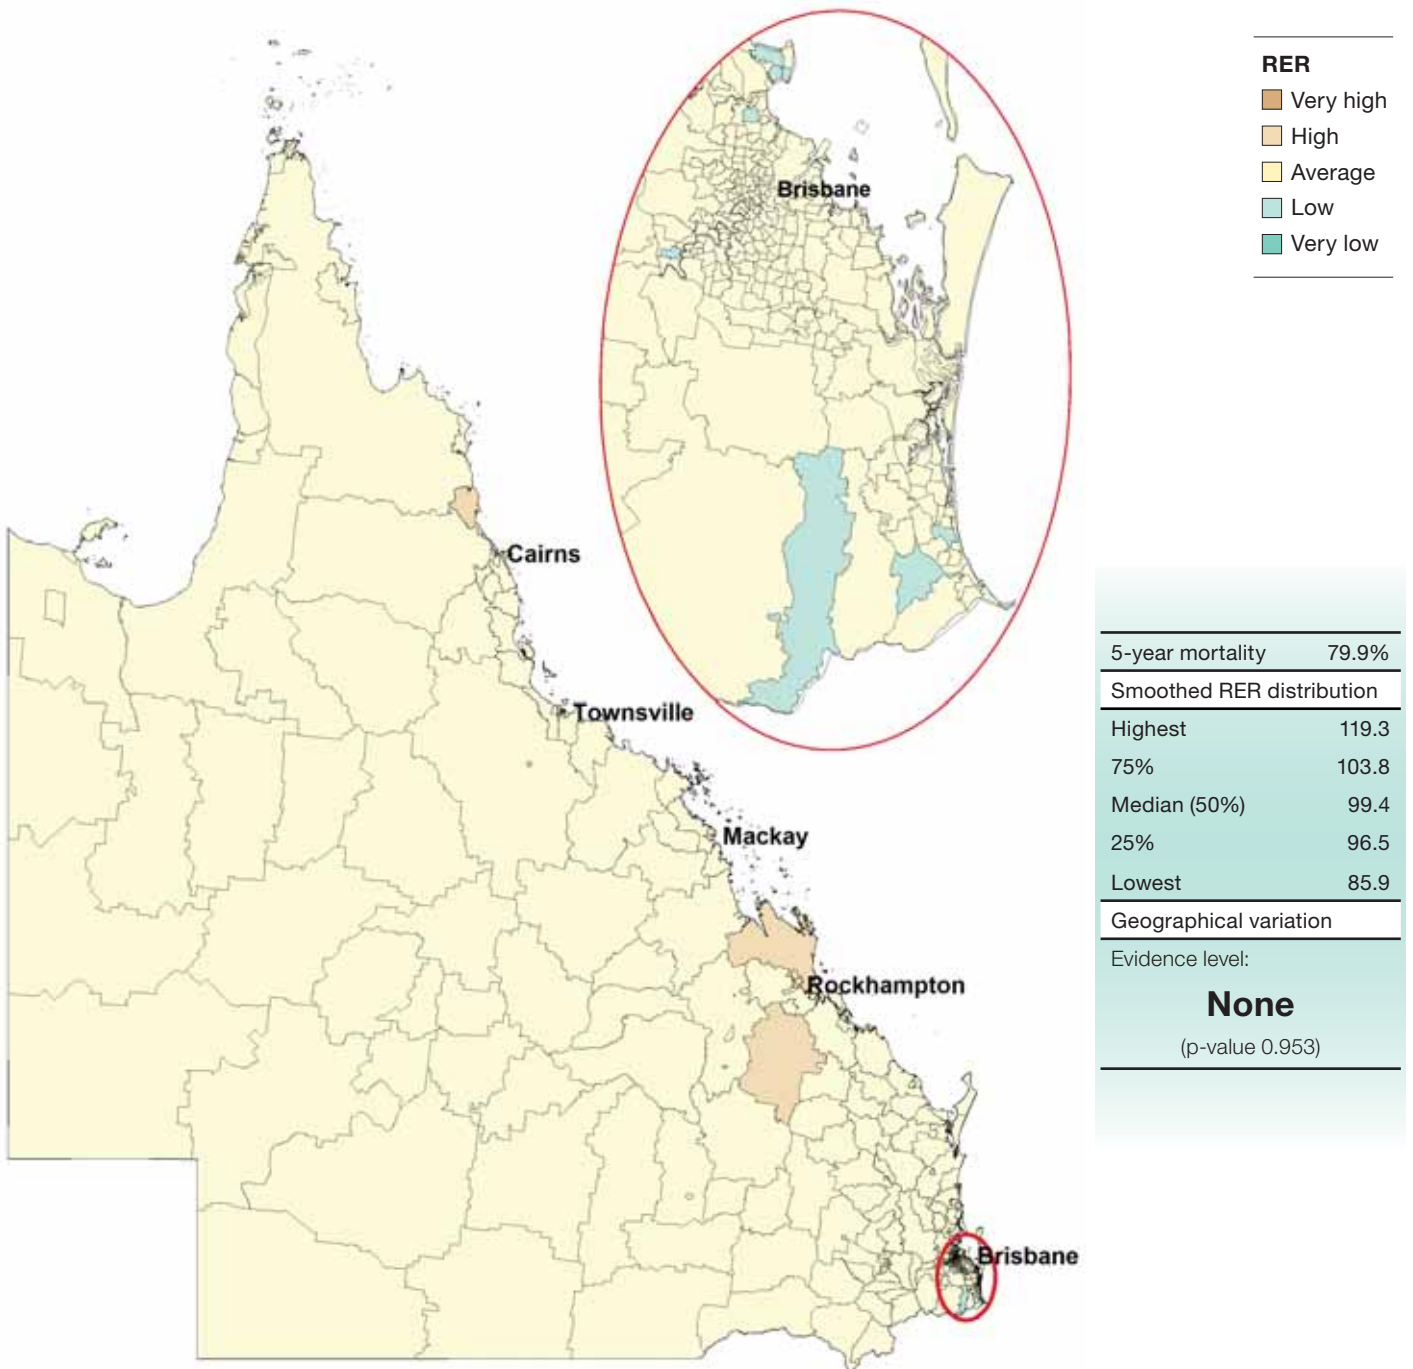 RER
Very high
High
Average
Low
Very low
Brisbane
Cairns
Townsville
Mackay
Rockhampton
Brisbane
5-year mortality 79.9%
Smoothed RER distribution
Highest 119.3
75% 103.8
Median (50%) 99.4
25% 96.5
Lowest 85.9
Geographical variation
Evidence level:
None
(p-value 0.953)